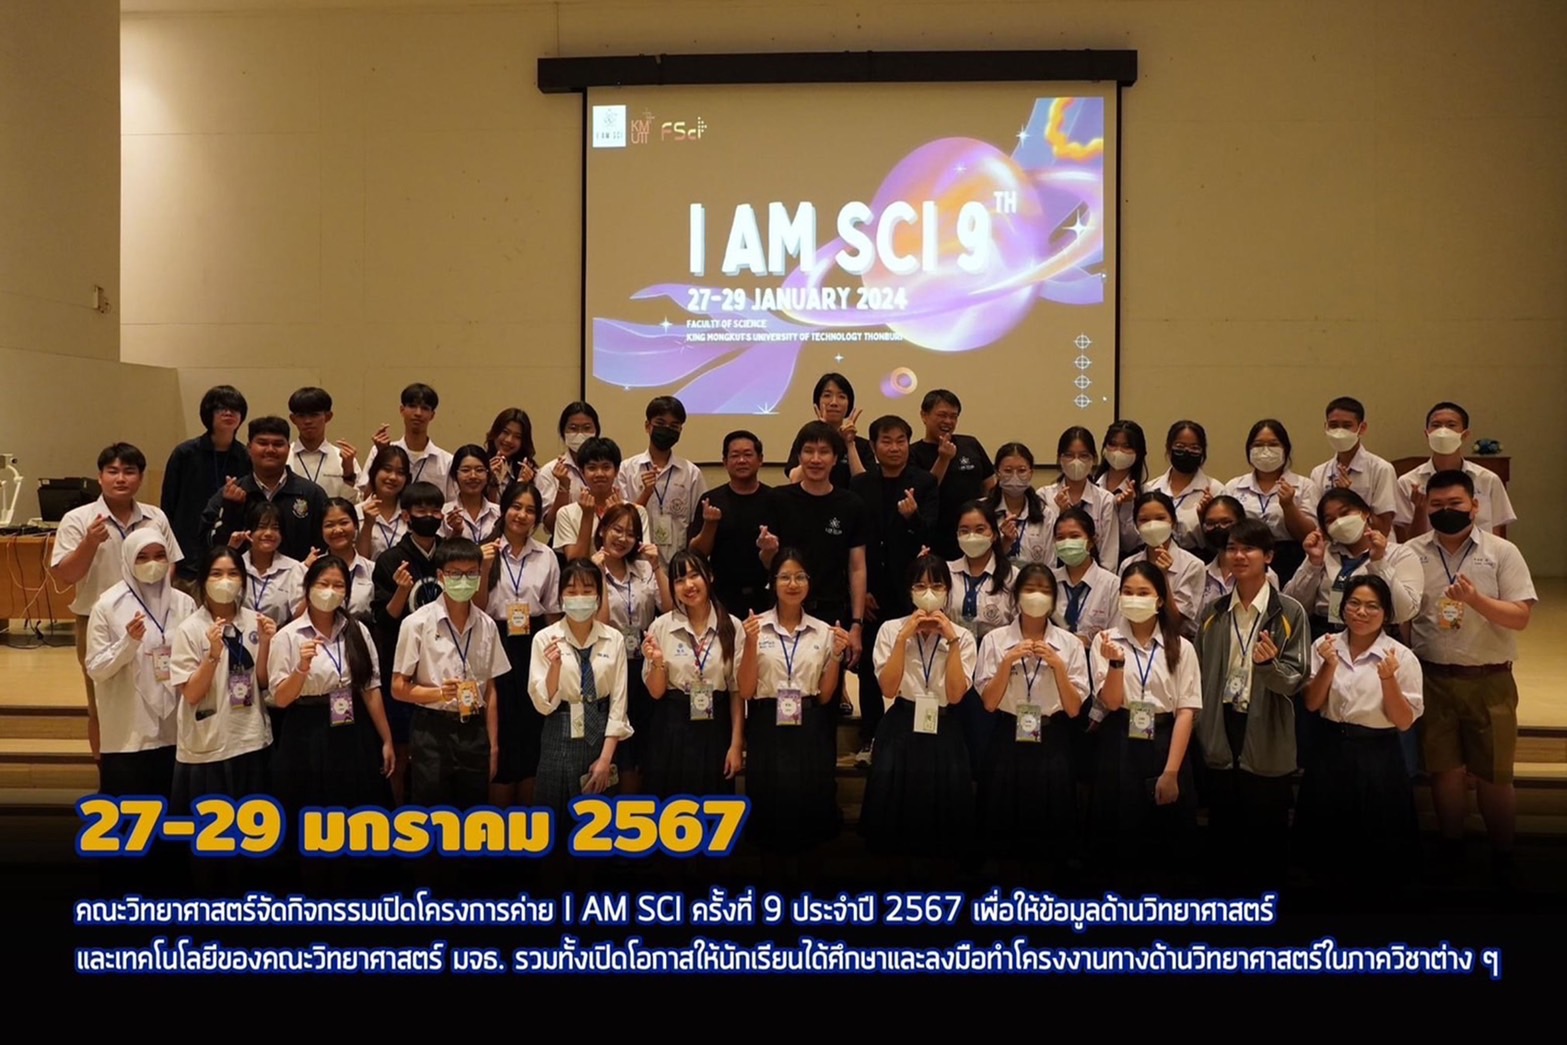 I AM SCI
KM
UTT
FSci
I AM SCI 9TH
27-29 JANUARY 2024
FACULTY OF SCIENCE
KING MONGKUT'S UNIVERSITY OF TECHNOLOGY THONBURI
27-29 มกราคม 2567
คณะวิทยาศาสตร์จัดกิจกรรมเปิดโครงการค่าย I AM SCI ครั้งที่ 9 ประจำปี 2567 เพื่อให้ข้อมูลด้านวิทยาศาสตร์
และเทคโนโลยีของคณะวิทยาศาสตร์ มจธ. รวมทั้งเปิดโอกาสให้นักเรียนได้ศึกษาและลงมือทำโครงงานทางด้านวิทยาศาสตร์ในภาควิชาต่าง ๆ